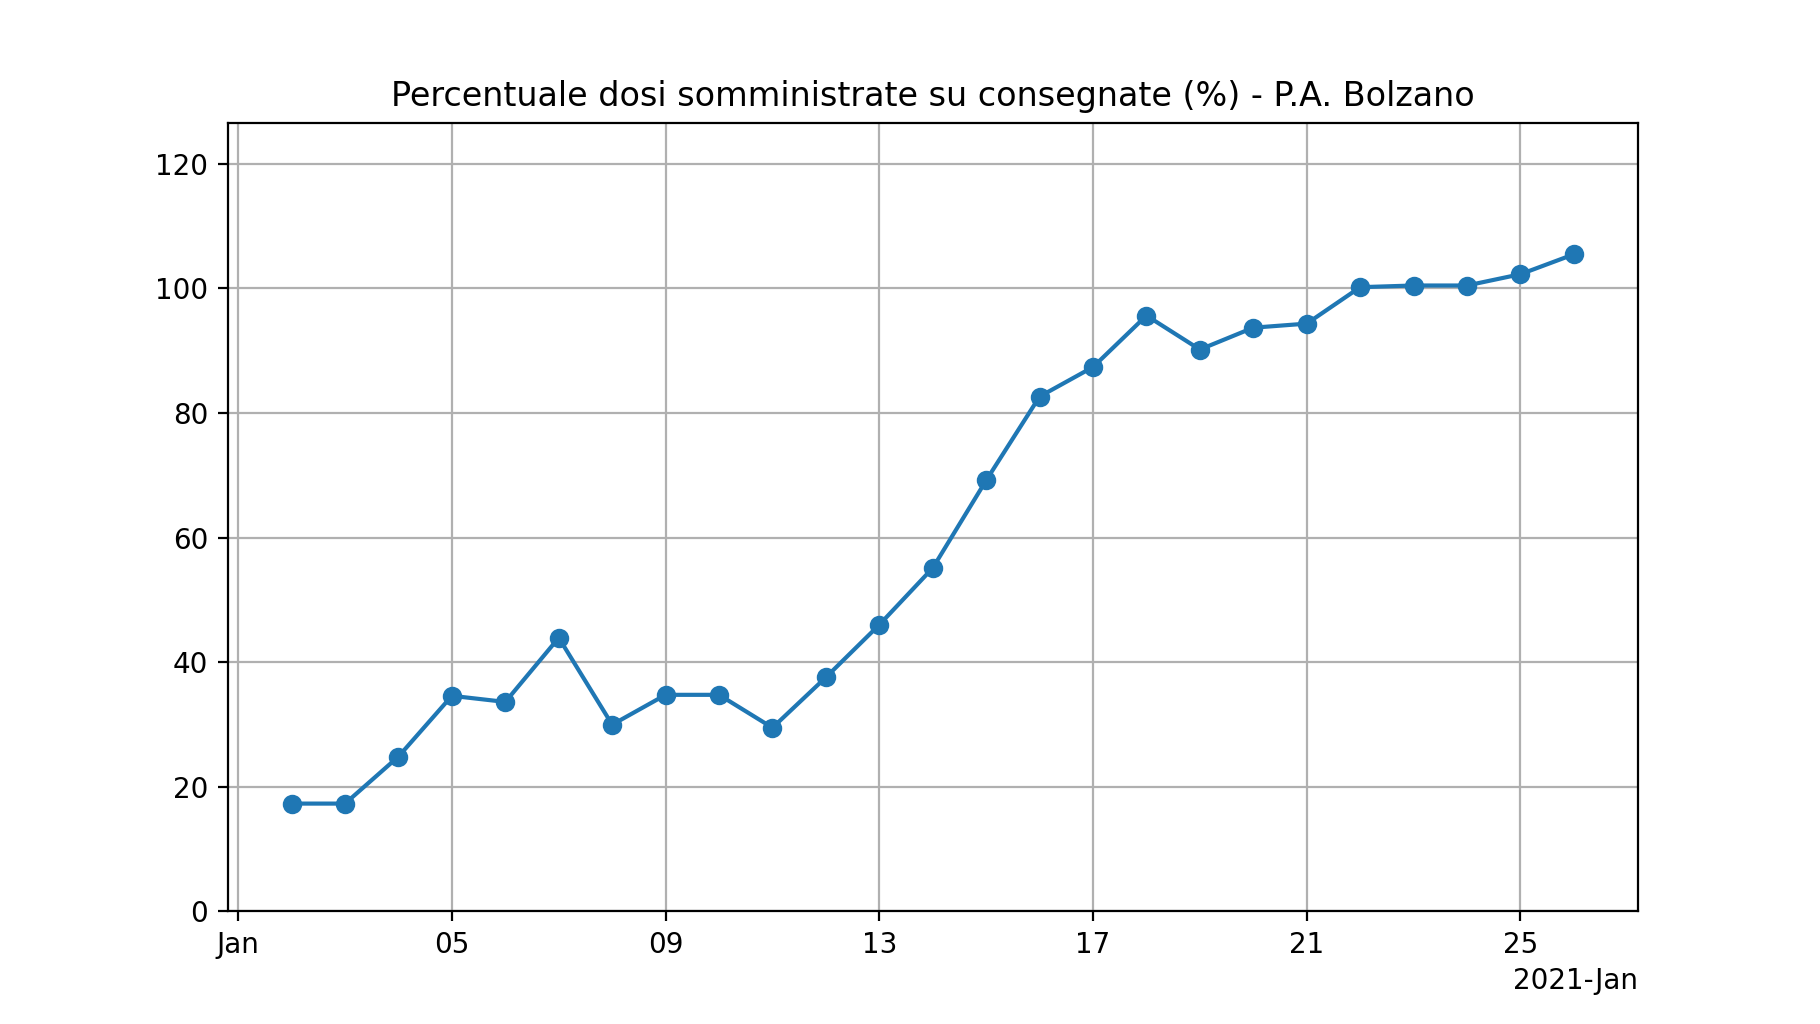 Percentuale dosi somministrate su consegnate (%) - P.A. Bolzano
120
100
80
60
40
20
0
Jan 05 09 13 17 21 25
2021-Jan